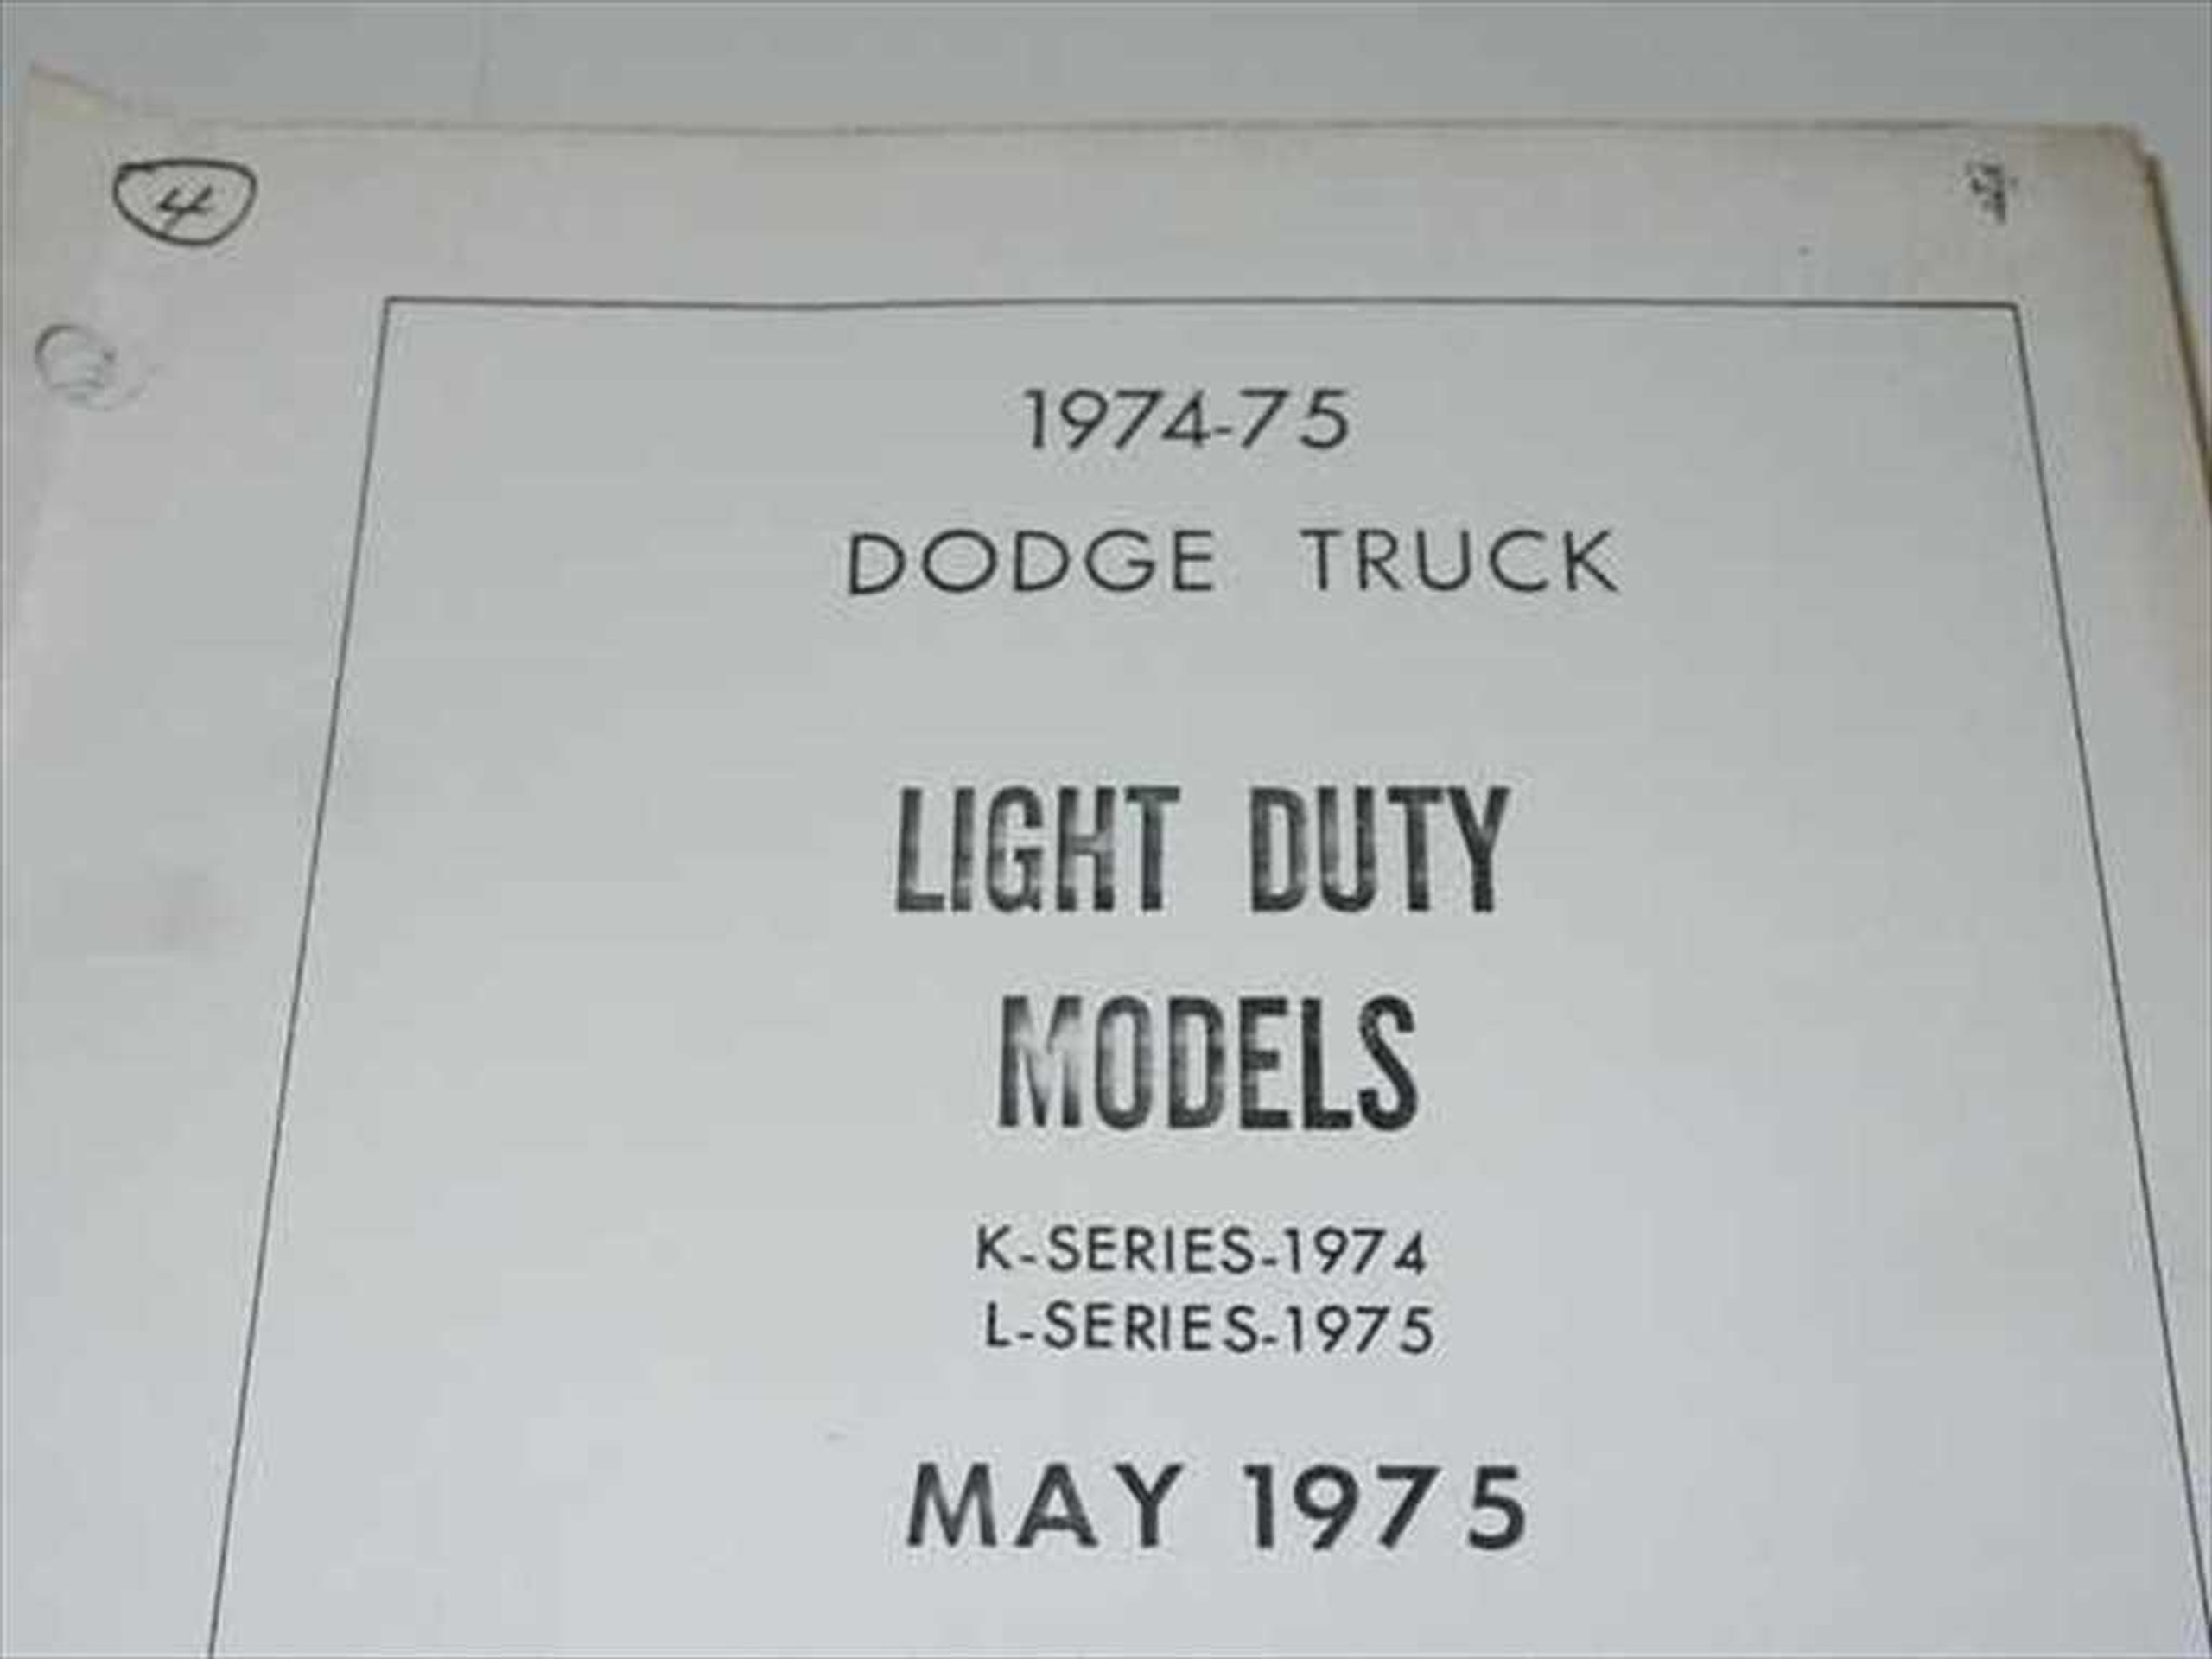 4
1974-75
DODGE TRUCK
LIGHT DUTY
MODELS
K-SERIES-1974
L-SERIES-1975
MAY 1975